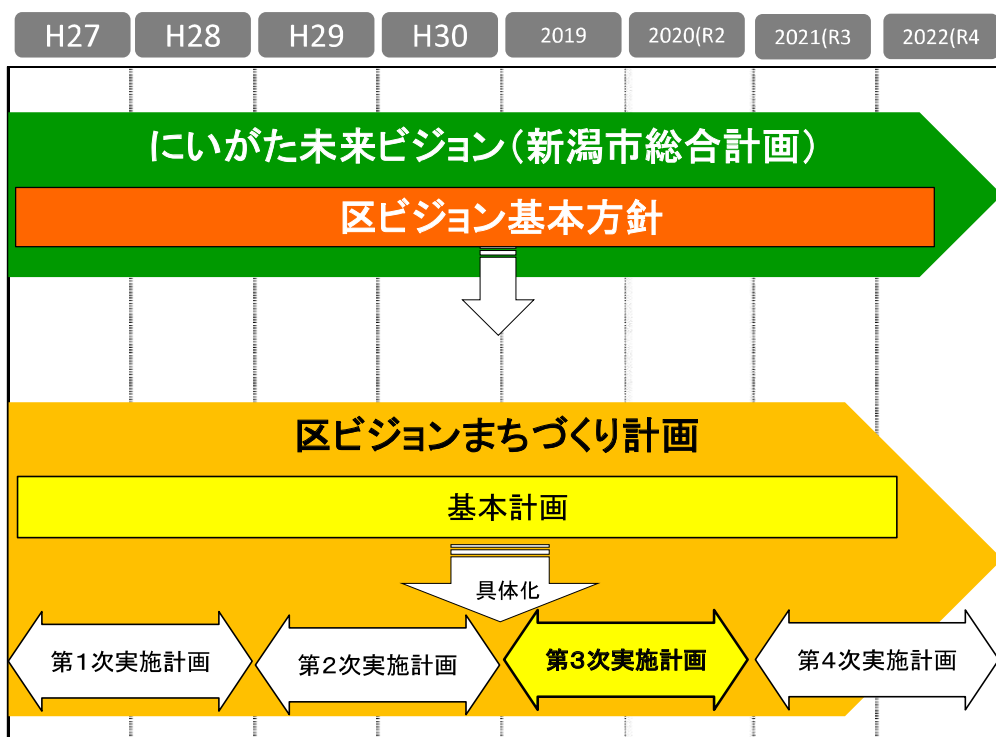 H27 H28 H29 H30 2019 2020(R2 2021(R3 2022(R4
にいがた未来ビジョン（新潟市総合計画）
区ビジョン基本方針
区ビジョンまちづくり計画
基本計画
具体化
第1次実施計画 第2次実施計画 第3次実施計画 第4次実施計画